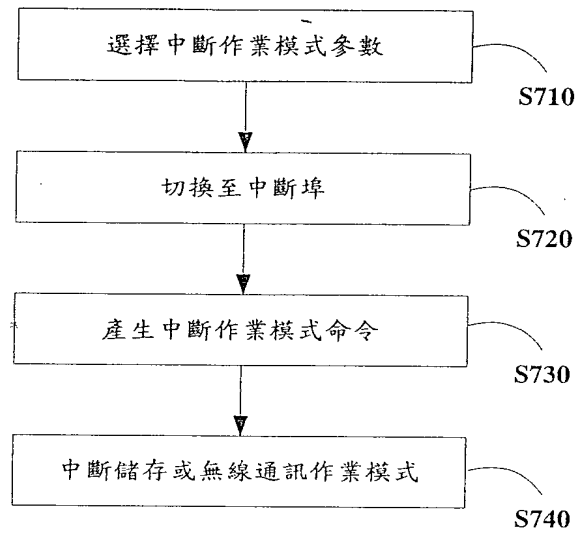 選擇中斷作業模式參數
S710
切換至中斷埠
S720
產生中斷作業模式命令
S730
中斷儲存或無線通訊作業模式
S740